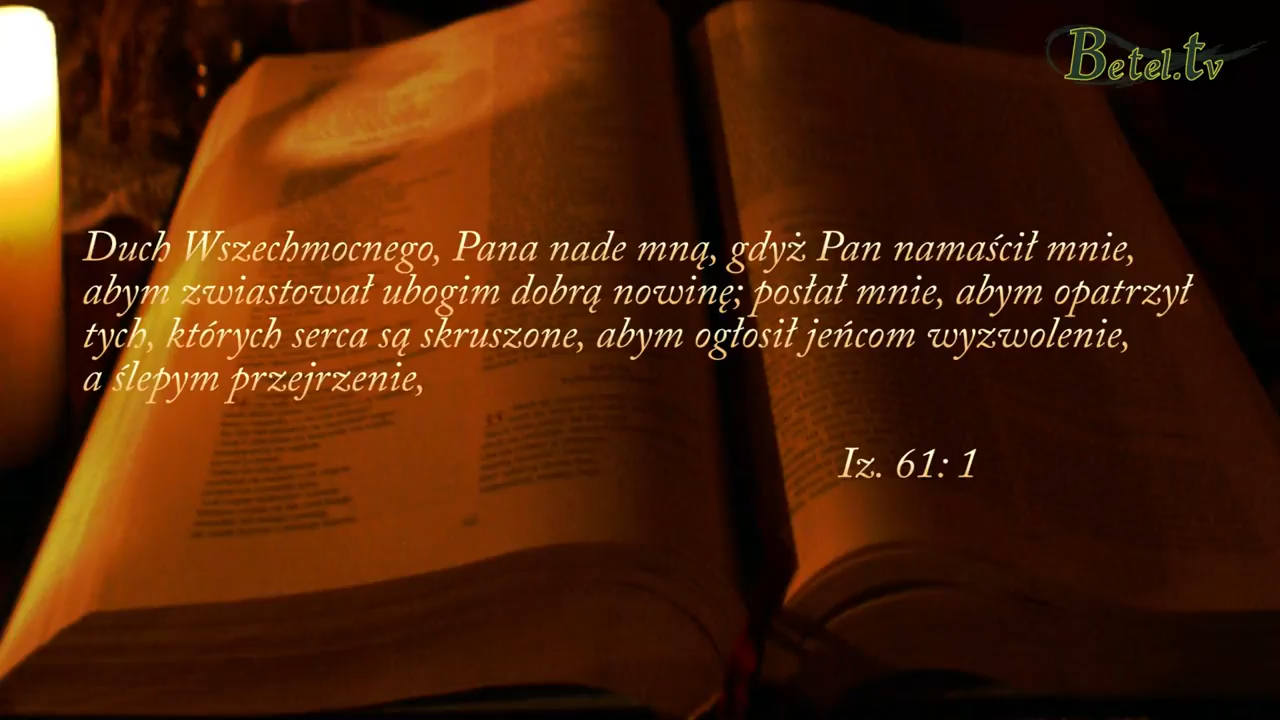 Betel.tv
Duch Wszechmocnego, Pana nade mną, gdyż Pan namaścił mnie,
abym zwiastował ubogim dobrą nowinę; posłał mnie, abym opatrzył
tych, których serca są skruszone, abym ogłosił jeńcom wyzwolenie,
a ślepym przejrzenie,
Iz. 61: 1